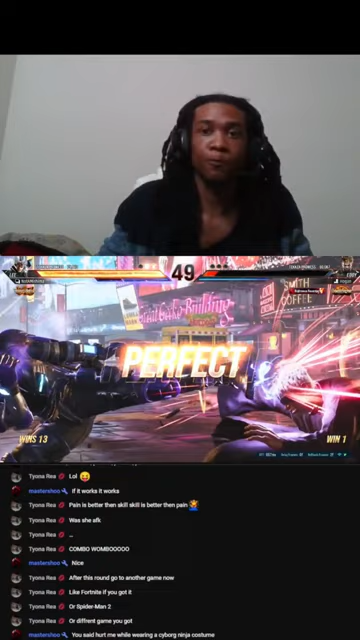 49
SMITH
COFFEE
PERFECT
WINS 13
WIN 1
Tyona Rea Lol 😝
mastershoo if it works it works
Tyona Rea Pain is better then skill skill is better then pain
Tyona Rea Was she afk
Tyona Rea ...
Tyona Rea COMBO WOMBOOOOO
mastershoo Nice
Tyona Rea After this round go to another game now
Tyona Rea Like Fortnite if you got it
Tyona Rea Or Spider-Man 2
Tyona Rea Or diffrent game you got
mastershoo You said hurt me while wearing a cyborg ninja costume